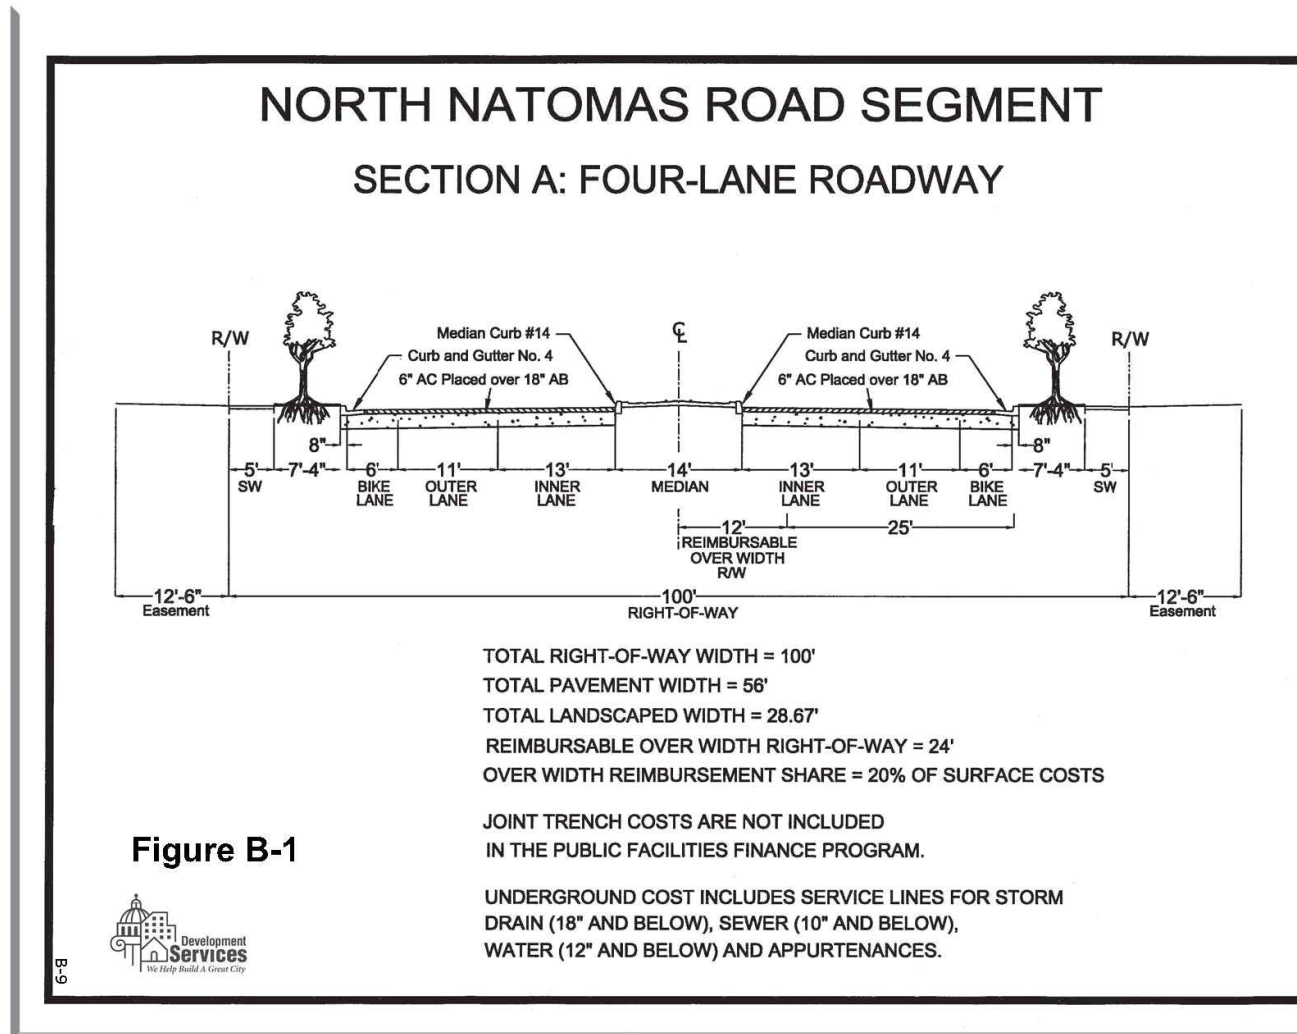 NORTH NATOMAS ROAD SEGMENT
SECTION A: FOUR-LANE ROADWAY
R/W
Median Curb #14
Curb and Gutter No. 4
6" AC Placed over 18" AB
℄
Median Curb #14
Curb and Gutter No. 4
6" AC Placed over 18" AB
R/W
8"
8"
5' 7'-4" 6' 11' 13' 14' 13' 11' 6' 7'-4" 5'
SW BIKE OUTER INNER MEDIAN INNER OUTER BIKE SW
LANE LANE LANE LANE LANE LANE
12' 25'
REIMBURSABLE
OVER WIDTH
R/W
12'-6" 100' 12'-6"
Easement RIGHT-OF-WAY Easement
TOTAL RIGHT-OF-WAY WIDTH = 100'
TOTAL PAVEMENT WIDTH = 56'
TOTAL LANDSCAPED WIDTH = 28.67'
REIMBURSABLE OVER WIDTH RIGHT-OF-WAY = 24'
OVER WIDTH REIMBURSEMENT SHARE = 20% OF SURFACE COSTS
JOINT TRENCH COSTS ARE NOT INCLUDED
IN THE PUBLIC FACILITIES FINANCE PROGRAM.
UNDERGROUND COST INCLUDES SERVICE LINES FOR STORM
DRAIN (18" AND BELOW), SEWER (10" AND BELOW),
WATER (12" AND BELOW) AND APPURTENANCES.
Figure B-1
Development
Services
We Help Build A Great City
B-9